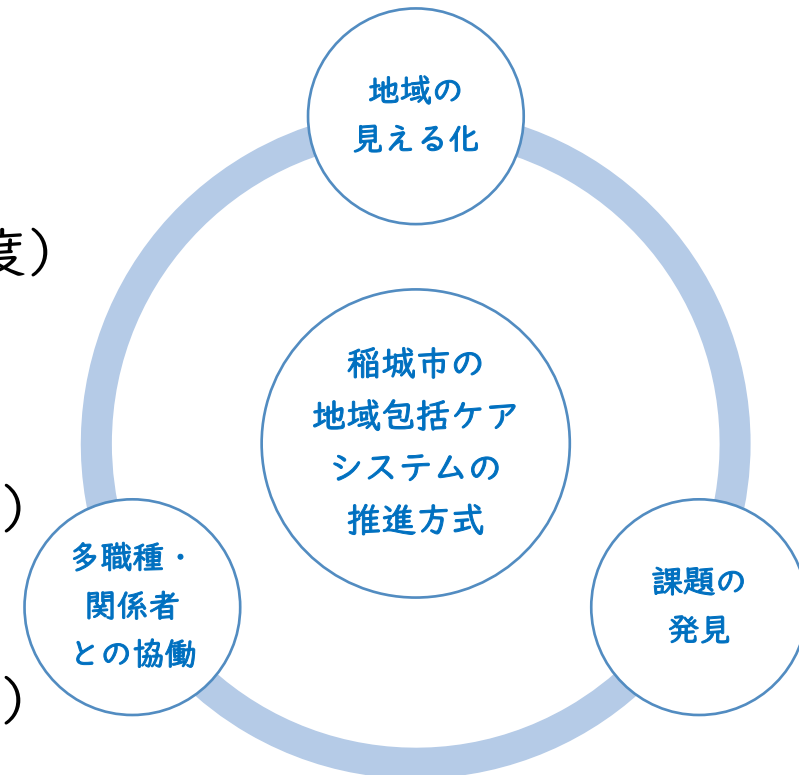 地域の
見える化
度）
稲城市の
地域包括ケア
システムの
推進方式
）
多職種・
関係者
との協働
課題の
発見
）